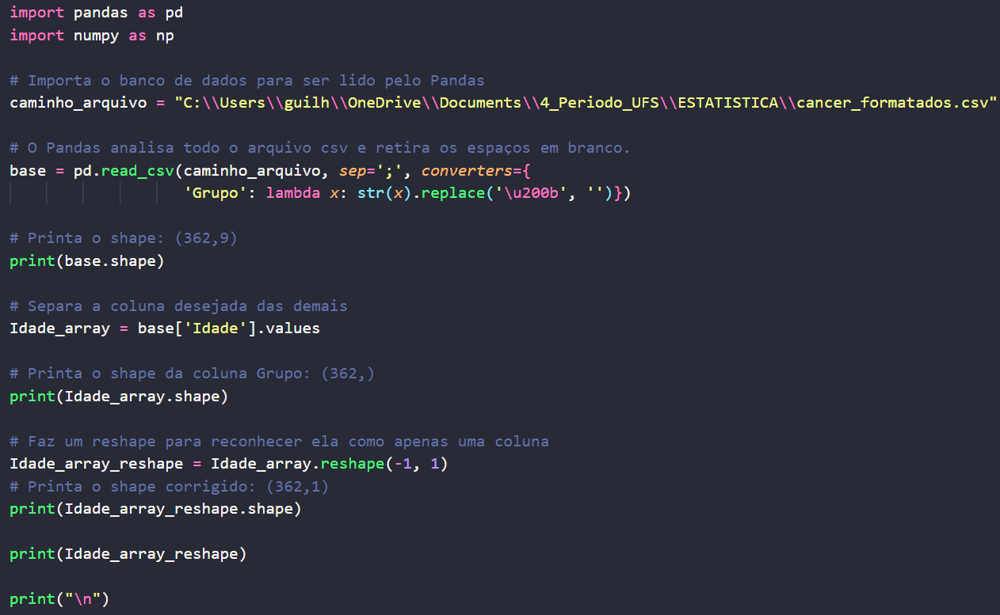 import pandas as pd
import numpy as np
# Importa o banco de dados para ser lido pelo Pandas
caminho_arquivo = "C:\\Users\\guilh\\OneDrive\\Documents\\4_Periodo_UFS\\ESTATISTICA\\cancer_formatados.csv"
# O Pandas analisa todo o arquivo csv e retira os espaços em branco.
base = pd.read_csv(caminho_arquivo, sep=';', converters={
'Grupo': lambda x: str(x).replace('\u200b', '')})
# Printa o shape: (362,9)
print(base.shape)
# Separa a coluna desejada das demais
Idade_array = base['Idade'].values
# Printa o shape da coluna Grupo: (362,)
print(Idade_array.shape)
# Faz um reshape para reconhecer ela como apenas uma coluna
Idade_array_reshape = Idade_array.reshape(-1, 1)
# Printa o shape corrigido: (362,1)
print(Idade_array_reshape.shape)
print(Idade_array_reshape)
print("\n")